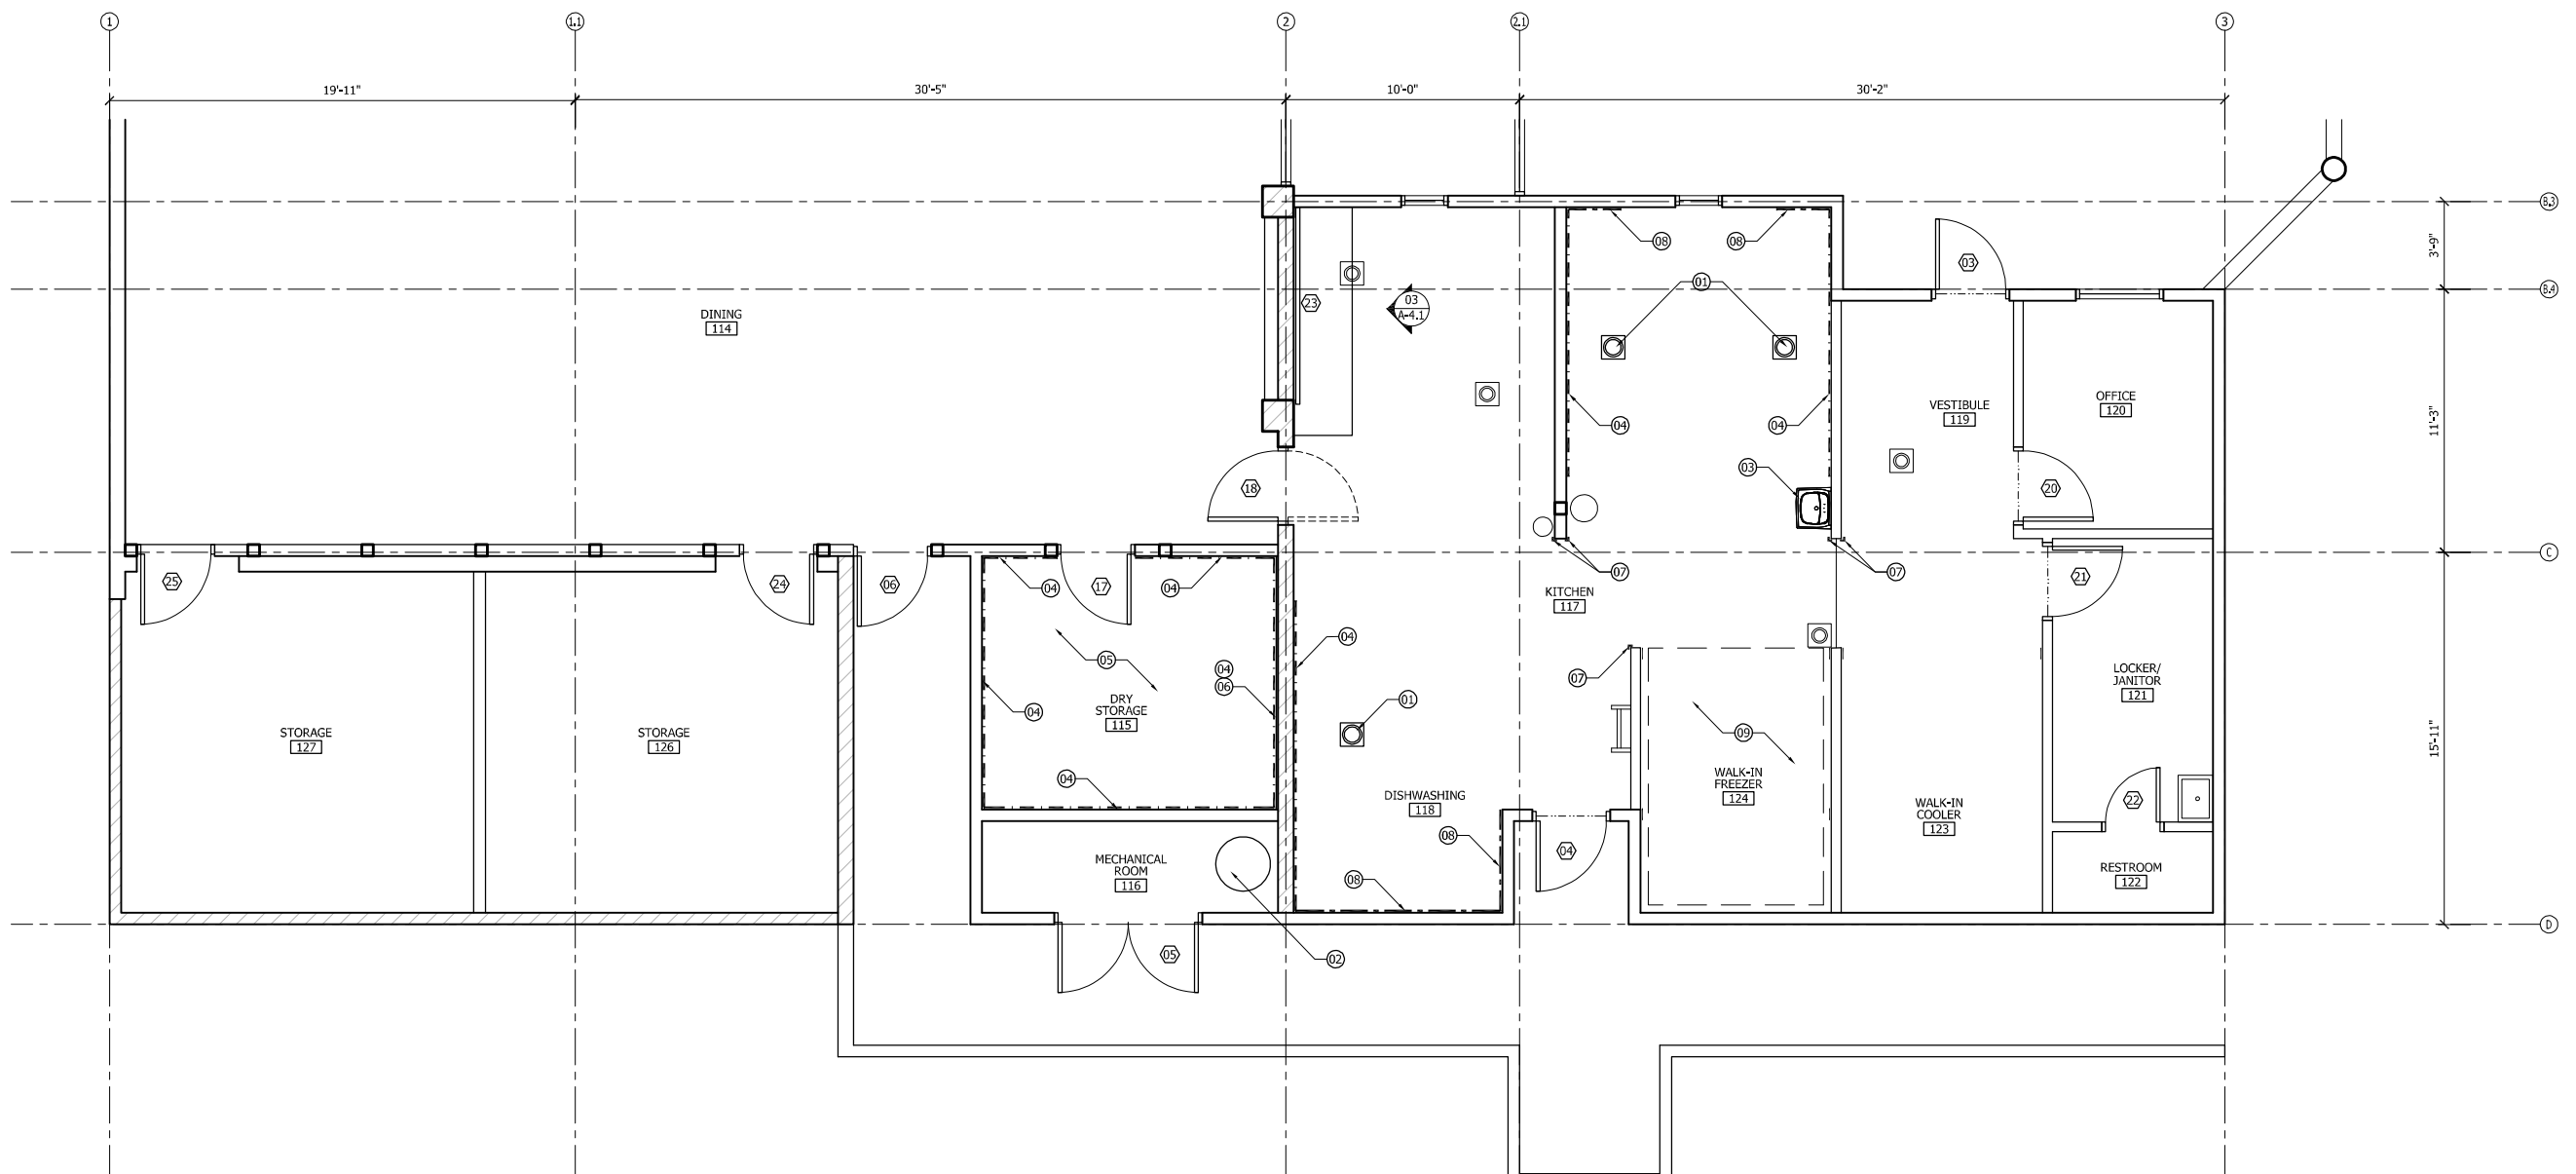 1
1.1
2
2.1
3
19'-11"
30'-5"
10'-0"
30'-2"
B.3
3'-9"
B.4
11'-3"
C
15'-11"
D
08
08
03
01
23
03
A-4.1
DINING
114
04
04
VESTIBULE
119
OFFICE
120
03
18
20
25
24
06
17
04
04
07
07
21
KITCHEN
117
04
05
04
06
07
04
DRY
STORAGE
115
01
LOCKER/
JANITOR
121
STORAGE
127
STORAGE
126
09
04
WALK-IN
FREEZER
124
DISHWASHING
118
WALK-IN
COOLER
123
22
08
04
MECHANICAL
ROOM
116
08
RESTROOM
122
05
02